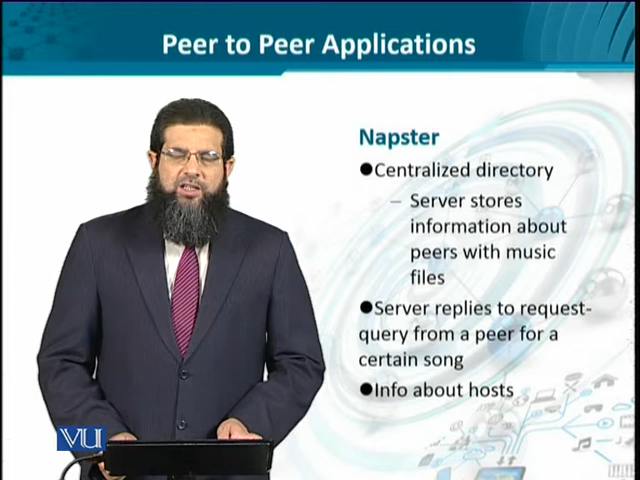 Peer to Peer Applications
Napster
●Centralized directory
– Server stores
information about
peers with music
files
●Server replies to request-
query from a peer for a
certain song
●Info about hosts
VU